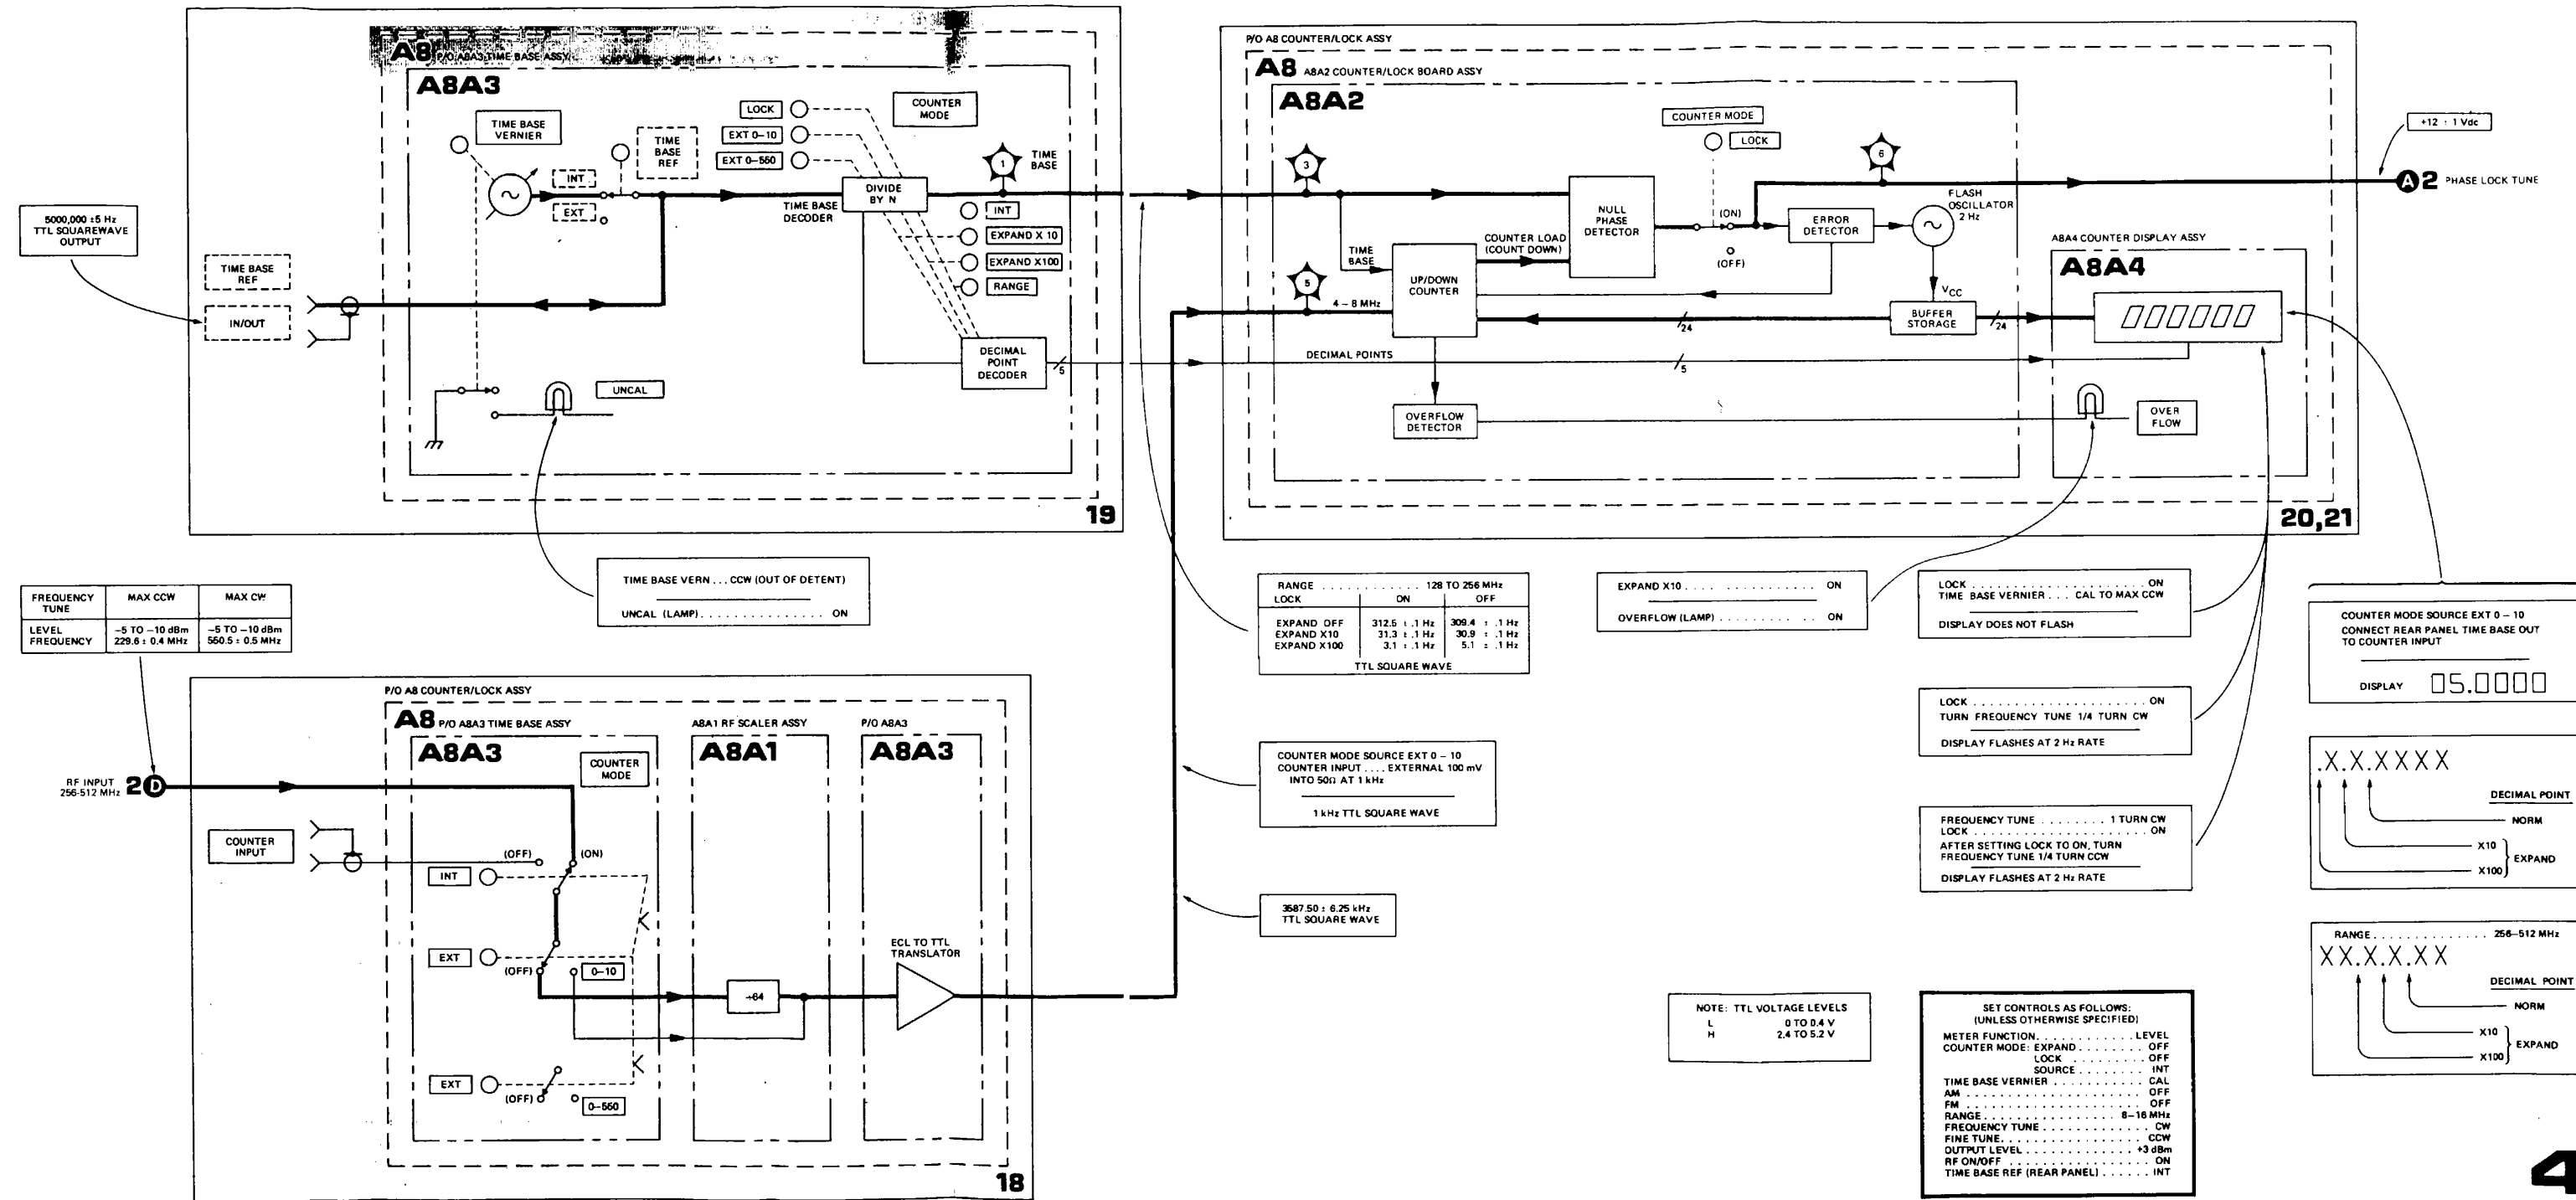 A8 P/O A8A3 TIME BASE ASSY
A8A3
TIME BASE
VERNIER
INT
EXT
TIME
BASE
REF
LOCK
EXT 0–10
EXT 0–550
COUNTER
MODE
1
TIME
BASE
DIVIDE
BY N
TIME BASE
DECODER
INT
EXPAND X 10
EXPAND X100
RANGE
DECIMAL
POINT
DECODER
5
UNCAL
5000,000 ±5 Hz
TTL SQUAREWAVE
OUTPUT
TIME BASE
REF
IN/OUT
19
P/O A8 COUNTER/LOCK ASSY
A8 A8A2 COUNTER/LOCK BOARD ASSY
A8A2
COUNTER MODE
LOCK
3
6
5
TIME
BASE
4 – 8 MHz
UP/DOWN
COUNTER
COUNTER LOAD
(COUNT DOWN)
NULL
PHASE
DETECTOR
(ON)
(OFF)
ERROR
DETECTOR
FLASH
OSCILLATOR
2 Hz
VCC
BUFFER
STORAGE
24
24
DECIMAL POINTS
5
OVERFLOW
DETECTOR
A8A4 COUNTER DISPLAY ASSY
A8A4
000000
OVER
FLOW
20,21
+12 ± 1 Vdc
A 2 PHASE LOCK TUNE
TIME BASE VERN ... CCW (OUT OF DETENT)
UNCAL (LAMP) . . . . . . . . . . . . . ON
FREQUENCY TUNE MAX CCW MAX CW
LEVEL –5 TO –10 dBm –5 TO –10 dBm
FREQUENCY 229.6 ± 0.4 MHz 550.5 ± 0.5 MHz
RANGE . . . . . . . . . . . . . 128 TO 256 MHz
LOCK ON OFF
EXPAND OFF 312.5 ± .1 Hz 309.4 ± .1 Hz
EXPAND X10 31.3 ± .1 Hz 30.9 ± .1 Hz
EXPAND X100 3.1 ± .1 Hz 5.1 ± .1 Hz
TTL SQUARE WAVE
EXPAND X10 . . . . . . . . . . . . . . . ON
OVERFLOW (LAMP) . . . . . . . . . . . . ON
LOCK . . . . . . . . . . . . . . . . . . ON
TIME BASE VERNIER . . . CAL TO MAX CCW
DISPLAY DOES NOT FLASH
LOCK . . . . . . . . . . . . . . . . . . ON
TURN FREQUENCY TUNE 1/4 TURN CW
DISPLAY FLASHES AT 2 Hz RATE
FREQUENCY TUNE . . . . . . . . 1 TURN CW
LOCK . . . . . . . . . . . . . . . . . . ON
AFTER SETTING LOCK TO ON, TURN
FREQUENCY TUNE 1/4 TURN CCW
DISPLAY FLASHES AT 2 Hz RATE
COUNTER MODE SOURCE EXT 0 – 10
CONNECT REAR PANEL TIME BASE OUT
TO COUNTER INPUT
DISPLAY 05.0000
.X.X.XXXX
DECIMAL POINT
NORM
X10
X100
EXPAND
RANGE . . . . . . . . . . . . . 256–512 MHz
XX.X.X.XX
DECIMAL POINT
NORM
X10
X100
EXPAND
COUNTER MODE SOURCE EXT 0 – 10
COUNTER INPUT . . . . EXTERNAL 100 mV
INTO 50Ω AT 1 kHz
1 kHz TTL SQUARE WAVE
3587.50 ± 6.25 kHz
TTL SQUARE WAVE
P/O A8 COUNTER/LOCK ASSY
A8 P/O A8A3 TIME BASE ASSY
A8A3
COUNTER
MODE
A8A1 RF SCALER ASSY
A8A1
P/O A8A3
A8A3
RF INPUT
256-512 MHz 2 D
COUNTER
INPUT
(OFF)
(ON)
INT
EXT
(OFF)
0–10
÷64
ECL TO TTL
TRANSLATOR
EXT
(OFF)
0–550
18
NOTE: TTL VOLTAGE LEVELS
L 0 TO 0.4 V
H 2.4 TO 5.2 V
SET CONTROLS AS FOLLOWS:
(UNLESS OTHERWISE SPECIFIED)
METER FUNCTION . . . . . . . . . . . LEVEL
COUNTER MODE: EXPAND . . . . . . . . OFF
LOCK . . . . . . . . . OFF
SOURCE . . . . . . . . INT
TIME BASE VERNIER . . . . . . . . . . CAL
AM . . . . . . . . . . . . . . . . . . OFF
FM . . . . . . . . . . . . . . . . . . OFF
RANGE . . . . . . . . . . . . . . 8–16 MHz
FREQUENCY TUNE . . . . . . . . . . . . CW
FINE TUNE . . . . . . . . . . . . . . CCW
OUTPUT LEVEL . . . . . . . . . . . +3 dBm
RF ON/OFF . . . . . . . . . . . . . . . ON
TIME BASE REF (REAR PANEL) . . . . . . INT
4